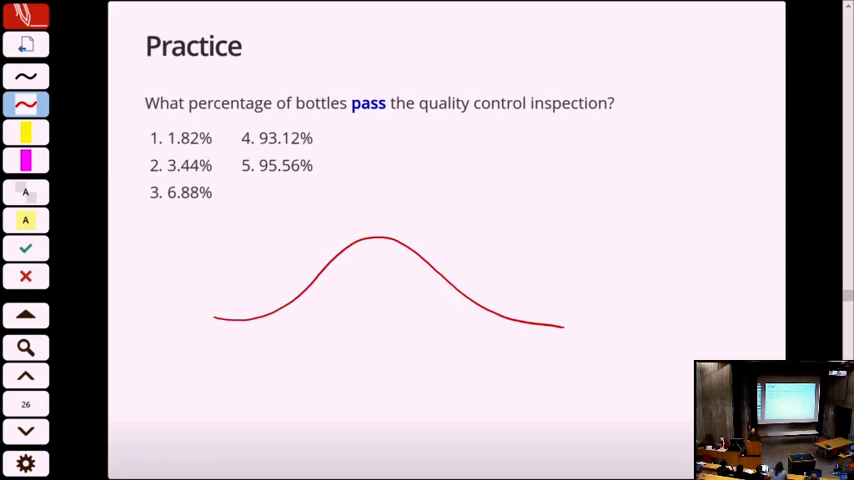 Practice
What percentage of bottles pass the quality control inspection?
1. 1.82% 4. 93.12%
2. 3.44% 5. 95.56%
3. 6.88%
A
A
26